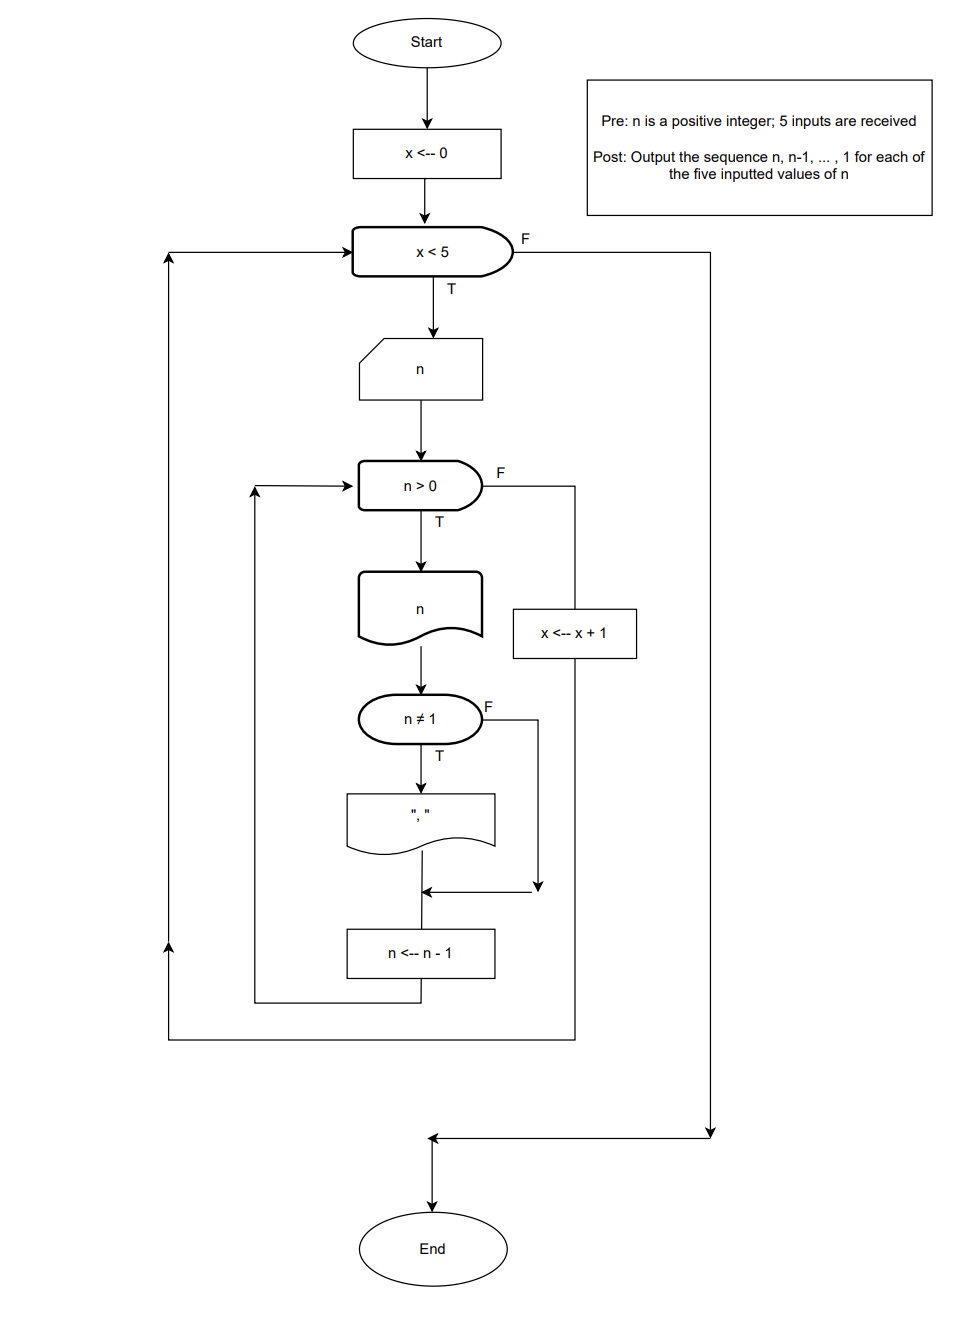 Start
Pre: n is a positive integer; 5 inputs are received
x <-- 0
Post: Output the sequence n, n-1, ... , 1 for each of
the five inputted values of n
F
x < 5
T
n
F
n > 0
T
n
x <-- x + 1
F
n ≠ 1
T
", "
n <-- n - 1
End